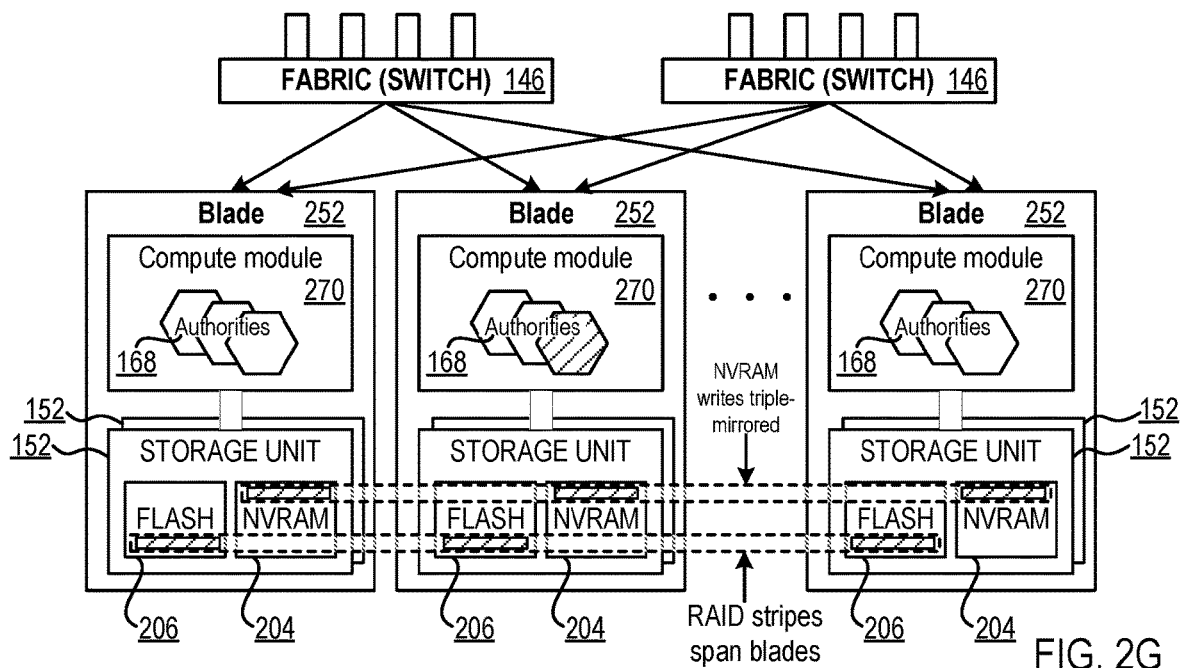 FABRIC (SWITCH) 146
FABRIC (SWITCH) 146
Blade 252
Blade 252
Blade 252
Compute module
270
Authorities
168
Compute module
270
Authorities
168
Compute module
270
Authorities
168
NVRAM
writes triple-
mirrored
152
152
STORAGE UNIT
STORAGE UNIT
STORAGE UNIT
152
152
FLASH
NVRAM
FLASH
NVRAM
FLASH
NVRAM
206
204
206
204
206
204
RAID stripes
span blades
FIG. 2G